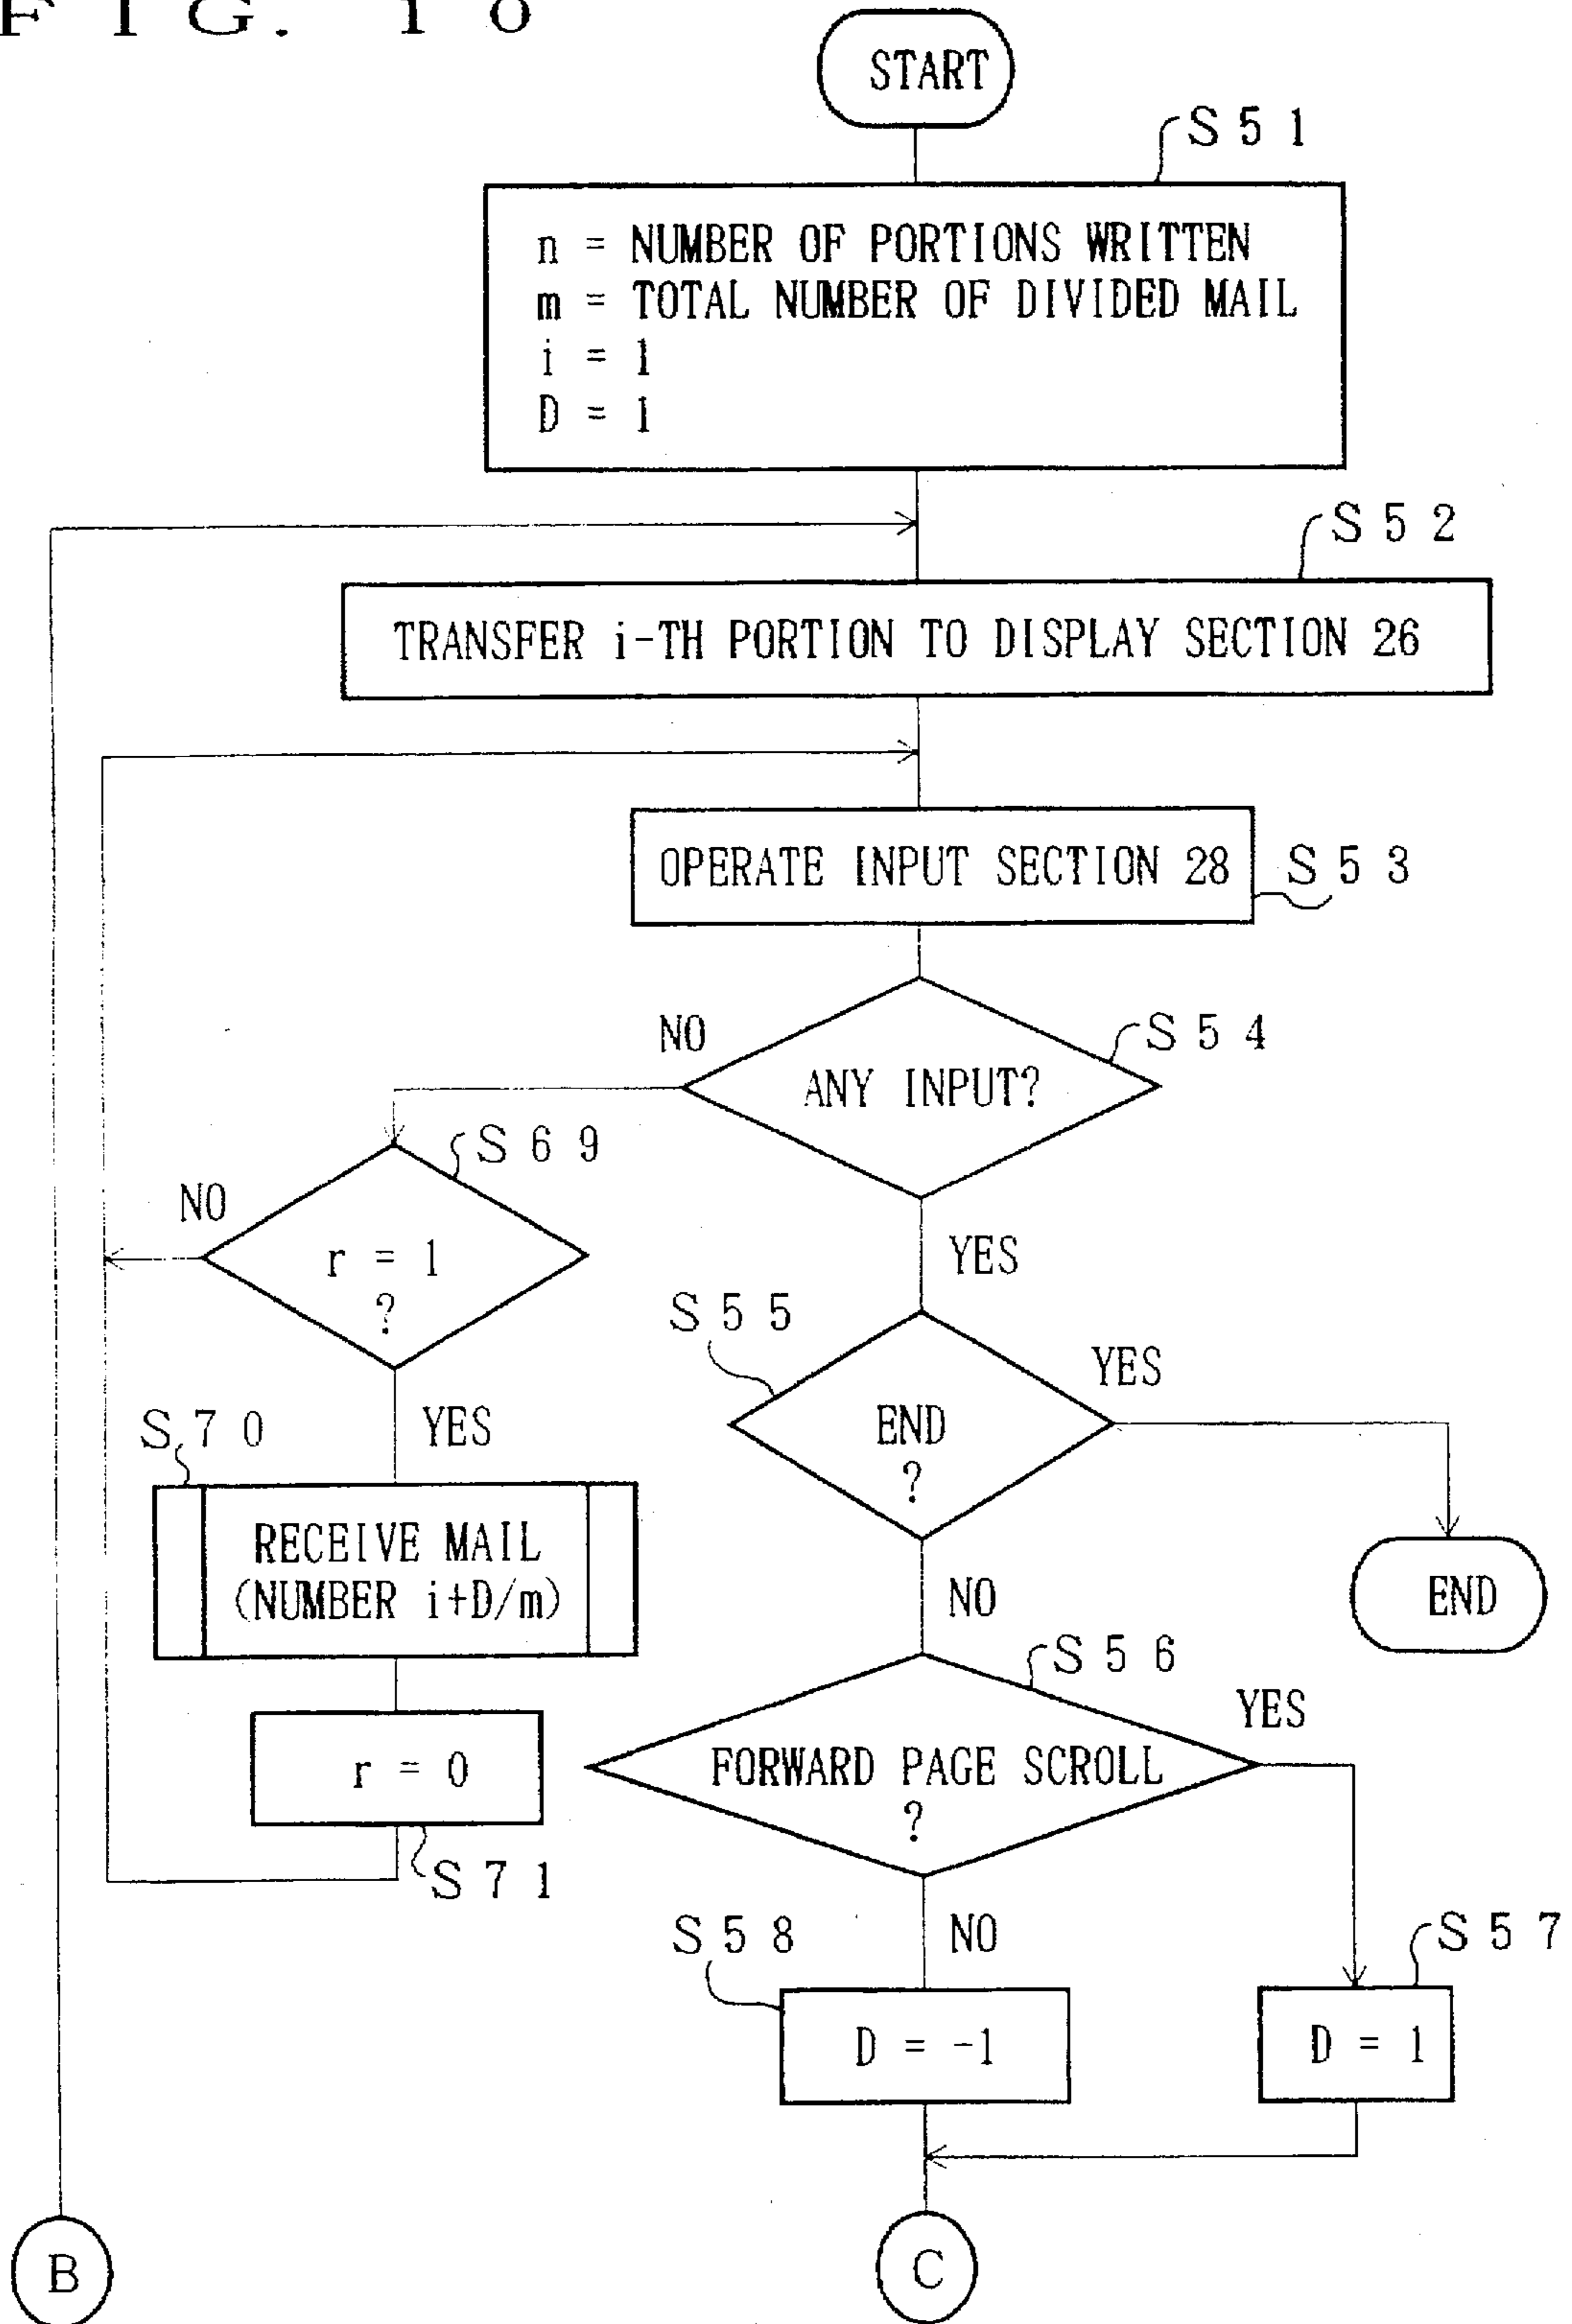 FIG. 10
START
S51
n = NUMBER OF PORTIONS WRITTEN
m = TOTAL NUMBER OF DIVIDED MAIL
i = 1
D = 1
S52
TRANSFER i-TH PORTION TO DISPLAY SECTION 26
OPERATE INPUT SECTION 28
S53
NO
S54
ANY INPUT?
S69
NO
r = 1
?
YES
S55
YES
END
?
S70
YES
RECEIVE MAIL
(NUMBER i+D/m)
NO
END
S56
YES
FORWARD PAGE SCROLL
?
r = 0
S71
S58
NO
S57
D = -1
D = 1
B
C